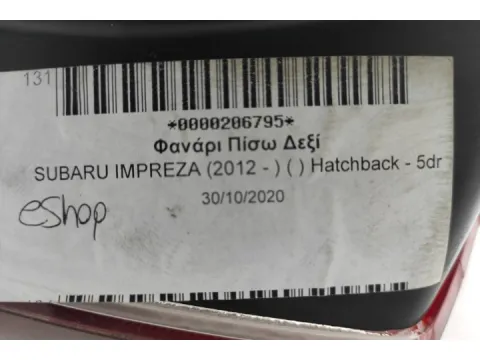 131
*0000206795*
Φανάρι Πίσω Δεξί
SUBARU IMPREZA (2012 - ) ( ) Hatchback - 5dr
30/10/2020
eShop